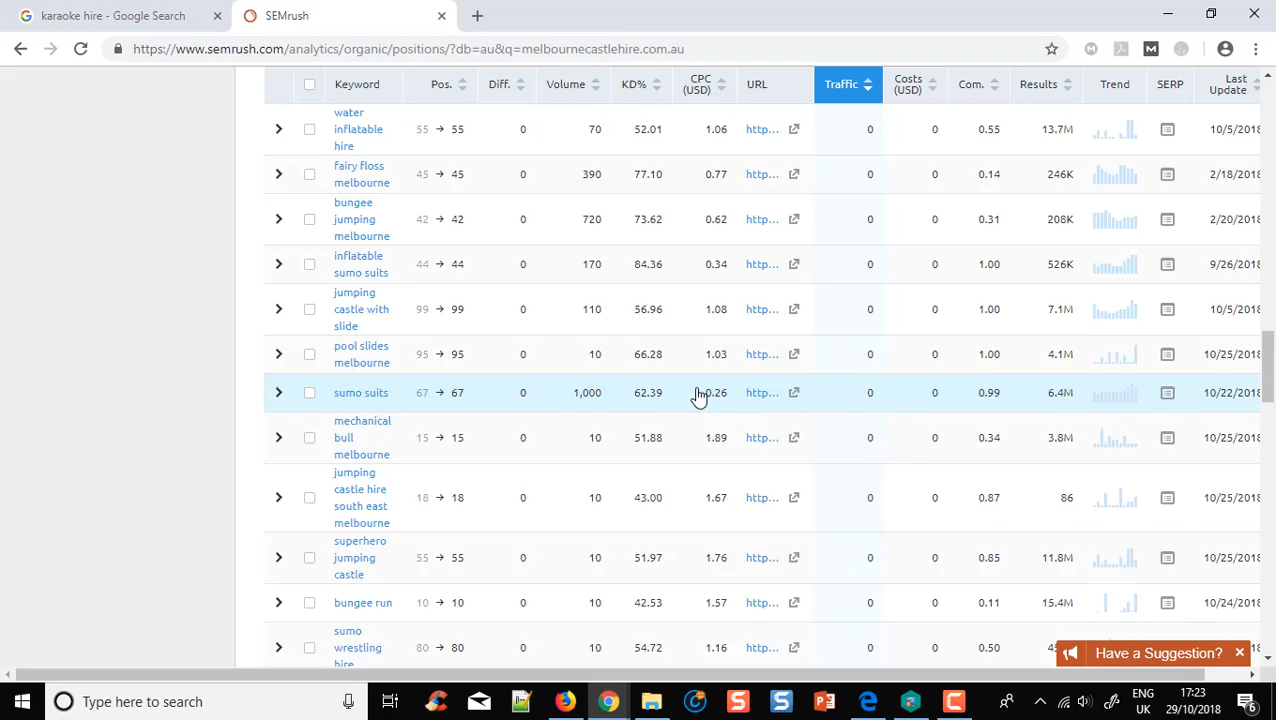 karaoke hire - Google Search
SEMrush
https://www.semrush.com/analytics/organic/positions/?db=au&q=melbournecastlehire.com.au
Keyword Pos. Diff. Volume KD% CPC (USD) URL Traffic Costs (USD) Com. Results Trend SERP Last Update
water inflatable hire 55 → 55 0 70 52.01 1.06 http... 0 0 0.55 13.7M 10/5/2018
fairy floss melbourne 45 → 45 0 390 77.10 0.77 http... 0 0 0.14 246K 2/18/2018
bungee jumping melbourne 42 → 42 0 720 73.62 0.62 http... 0 0 0.31 208K 2/20/2018
inflatable sumo suits 44 → 44 0 170 84.36 0.34 http... 0 0 1.00 526K 9/26/2018
jumping castle with slide 99 → 99 0 110 56.96 1.08 http... 0 0 1.00 7.1M 10/5/2018
pool slides melbourne 95 → 95 0 10 66.28 1.03 http... 0 0 1.00 4.1M 10/25/2018
sumo suits 67 → 67 0 1,000 62.39 0.26 http... 0 0 0.99 6.4M 10/22/2018
mechanical bull melbourne 15 → 15 0 10 51.88 1.89 http... 0 0 0.34 3.8M 10/25/2018
jumping castle hire south east melbourne 18 → 18 0 10 43.00 1.67 http... 0 0 0.87 86 10/25/2018
superhero jumping castle 55 → 55 0 10 51.97 1.76 http... 0 0 0.85 1.8M 10/25/2018
bungee run 10 → 10 0 10 42.53 1.57 http... 0 0 0.11 15.4M 10/24/2018
sumo wrestling hire 80 → 80 0 10 54.72 1.16 http... 0 0 0.50
Have a Suggestion?
Type here to search
ENG
UK
17:23
29/10/2018
6